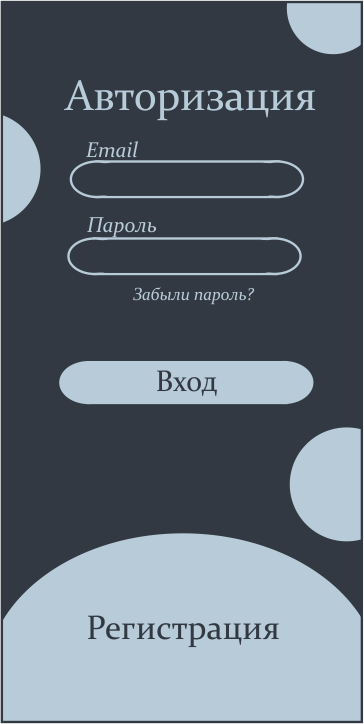 Авторизация
Email
Пароль
Забыли пароль?
Вход
Регистрация